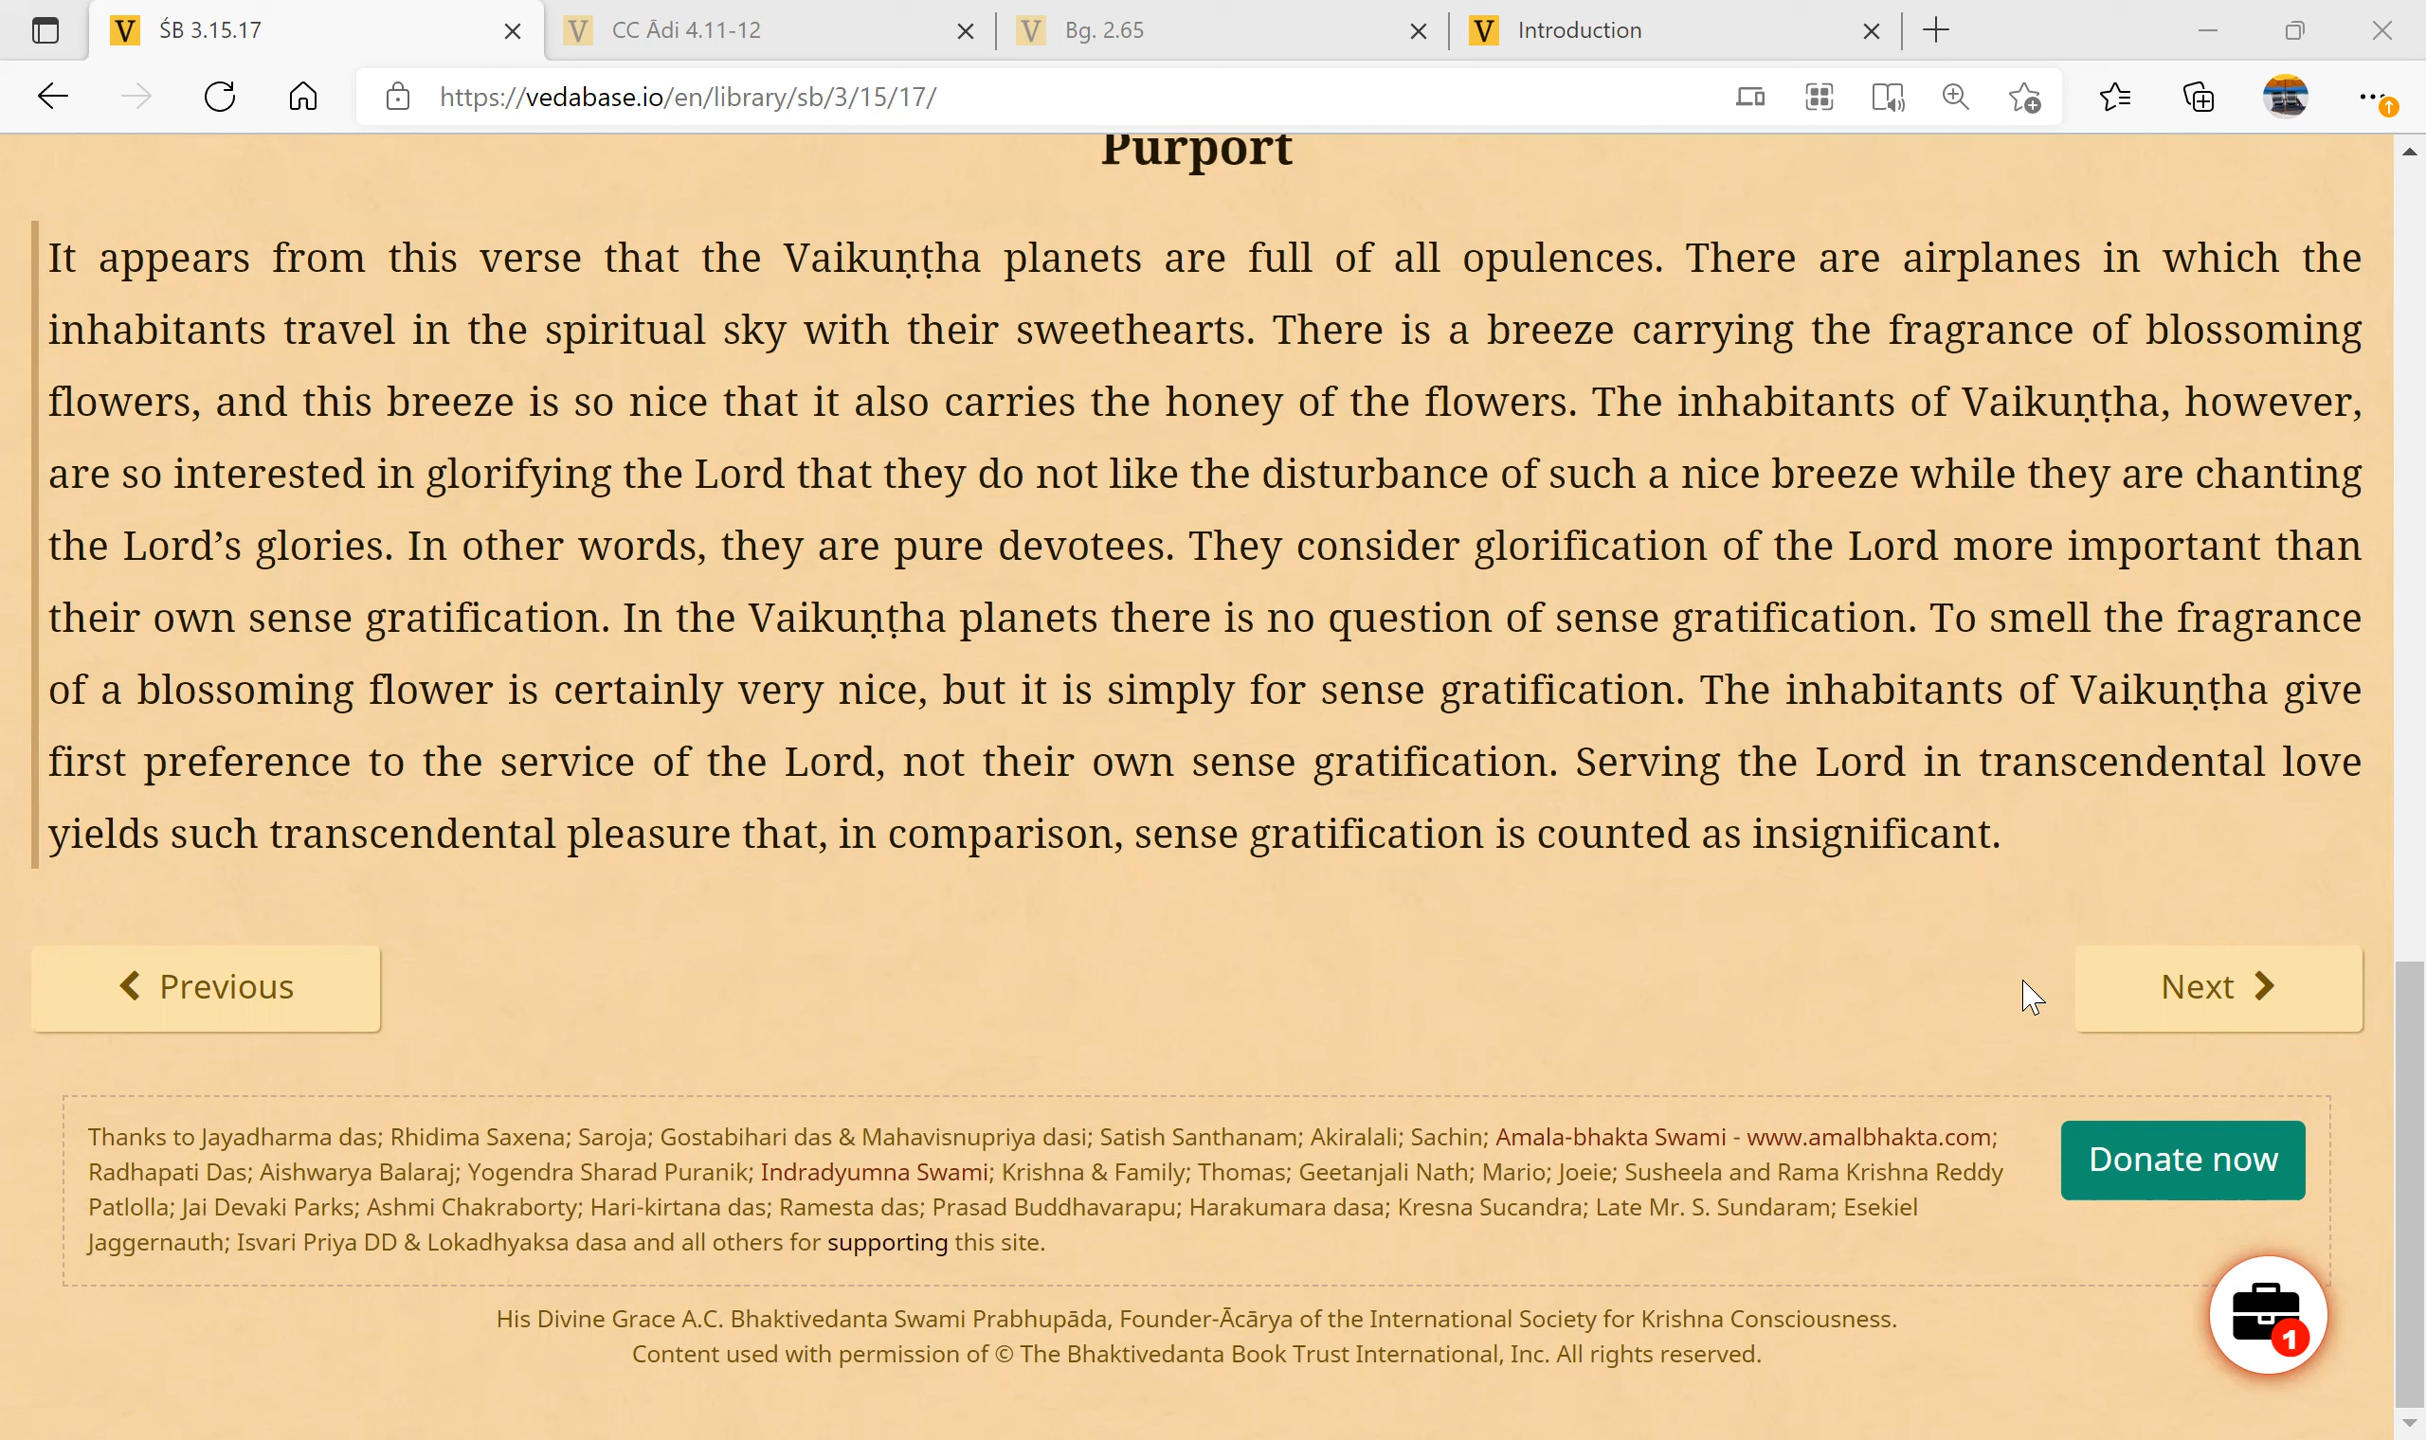 V ŚB 3.15.17
V CC Ādi 4.11-12
V Bg. 2.65
V Introduction
https://vedabase.io/en/library/sb/3/15/17/
Purport
It appears from this verse that the Vaikuṇṭha planets are full of all opulences. There are airplanes in which the
inhabitants travel in the spiritual sky with their sweethearts. There is a breeze carrying the fragrance of blossoming
flowers, and this breeze is so nice that it also carries the honey of the flowers. The inhabitants of Vaikuṇṭha, however,
are so interested in glorifying the Lord that they do not like the disturbance of such a nice breeze while they are chanting
the Lord’s glories. In other words, they are pure devotees. They consider glorification of the Lord more important than
their own sense gratification. In the Vaikuṇṭha planets there is no question of sense gratification. To smell the fragrance
of a blossoming flower is certainly very nice, but it is simply for sense gratification. The inhabitants of Vaikuṇṭha give
first preference to the service of the Lord, not their own sense gratification. Serving the Lord in transcendental love
yields such transcendental pleasure that, in comparison, sense gratification is counted as insignificant.
Previous
Next
Thanks to Jayadharma das; Rhidima Saxena; Saroja; Gostabihari das & Mahavisnupriya dasi; Satish Santhanam; Akiralali; Sachin; Amala-bhakta Swami - www.amalbhakta.com;
Radhapati Das; Aishwarya Balaraj; Yogendra Sharad Puranik; Indradyumna Swami; Krishna & Family; Thomas; Geetanjali Nath; Mario; Joeie; Susheela and Rama Krishna Reddy
Patlolla; Jai Devaki Parks; Ashmi Chakraborty; Hari-kirtana das; Ramesta das; Prasad Buddhavarapu; Harakumara dasa; Kresna Sucandra; Late Mr. S. Sundaram; Esekiel
Jaggernauth; Isvari Priya DD & Lokadhyaksa dasa and all others for supporting this site.
Donate now
1
His Divine Grace A.C. Bhaktivedanta Swami Prabhupāda, Founder-Ācārya of the International Society for Krishna Consciousness.
Content used with permission of © The Bhaktivedanta Book Trust International, Inc. All rights reserved.